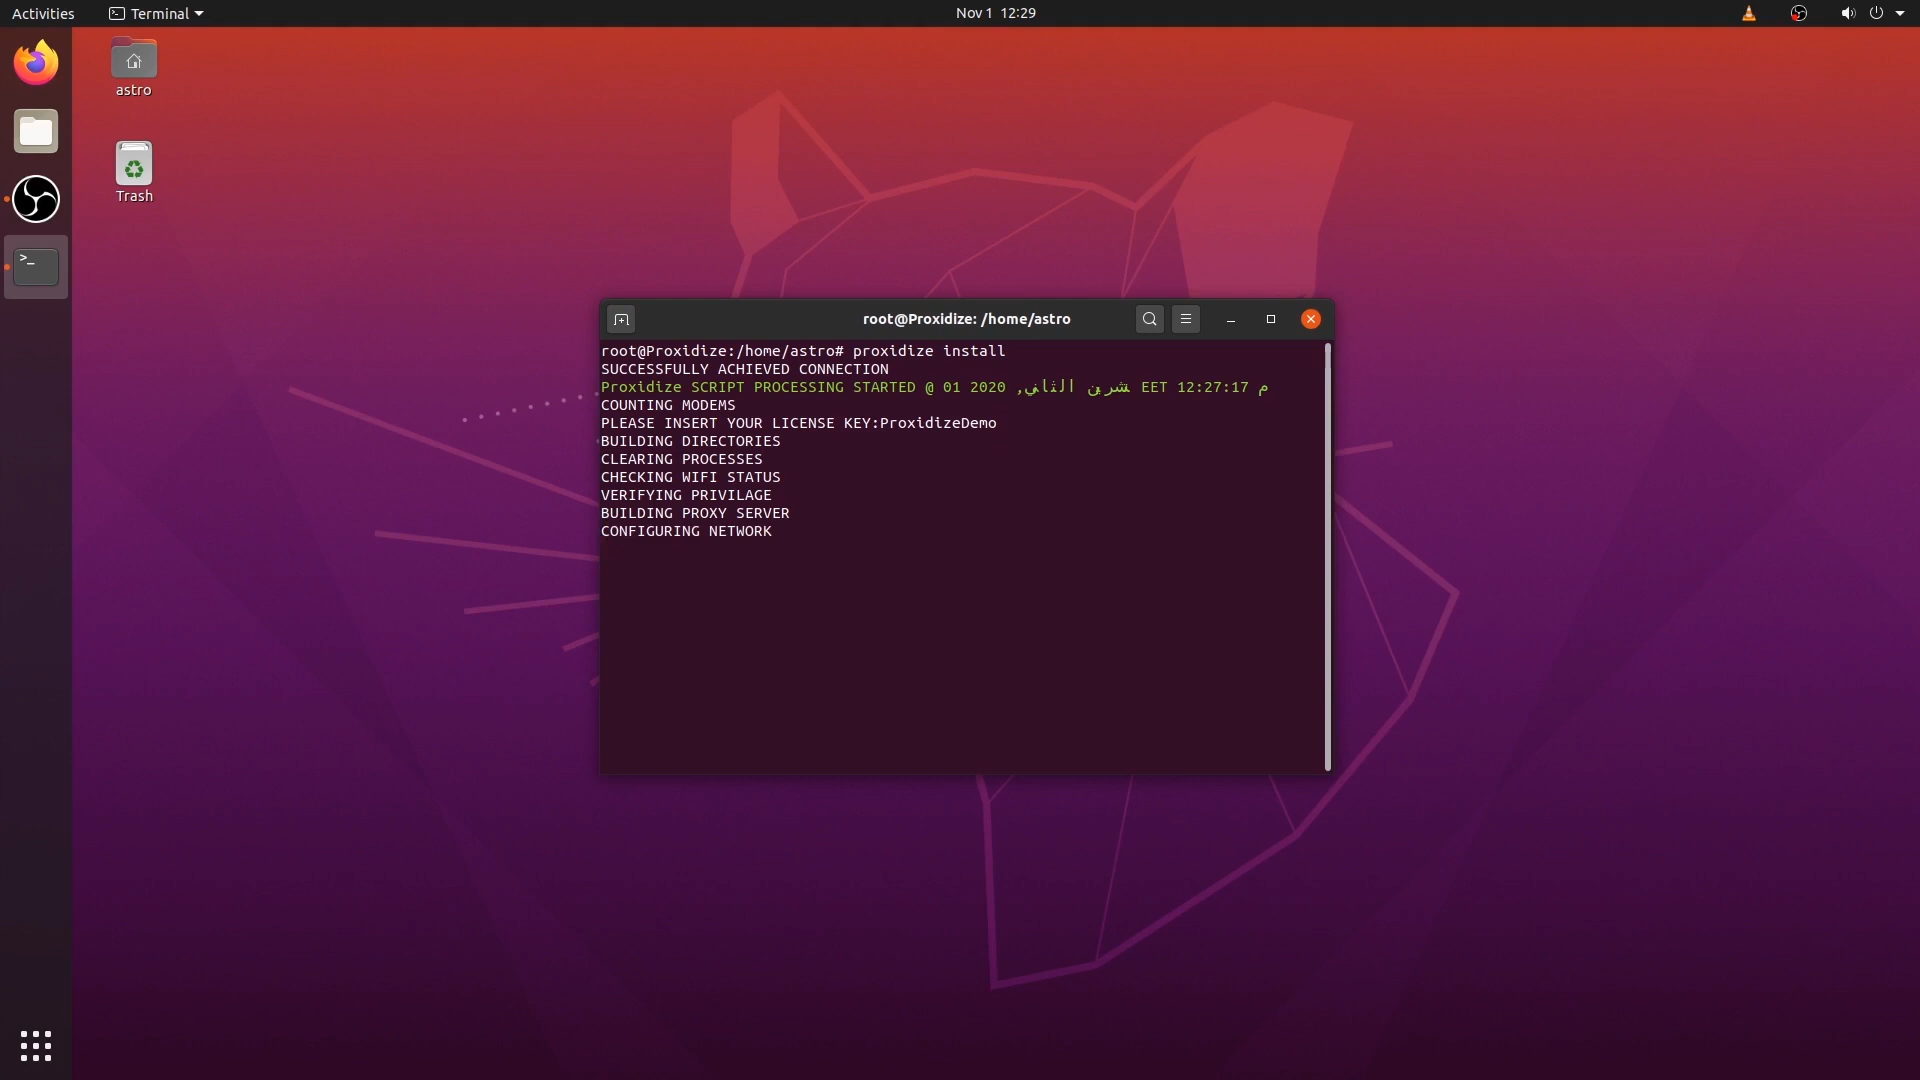 Activities
Terminal
Nov 1 12:29
astro
Trash
root@Proxidize: /home/astro
root@Proxidize:/home/astro# proxidize install
SUCCESSFULLY ACHIEVED CONNECTION
Proxidize SCRIPT PROCESSING STARTED @ 01 2020 ,تشرين الثاني EET 12:27:17 م
COUNTING MODEMS
PLEASE INSERT YOUR LICENSE KEY:ProxidizeDemo
BUILDING DIRECTORIES
CLEARING PROCESSES
CHECKING WIFI STATUS
VERIFYING PRIVILAGE
BUILDING PROXY SERVER
CONFIGURING NETWORK